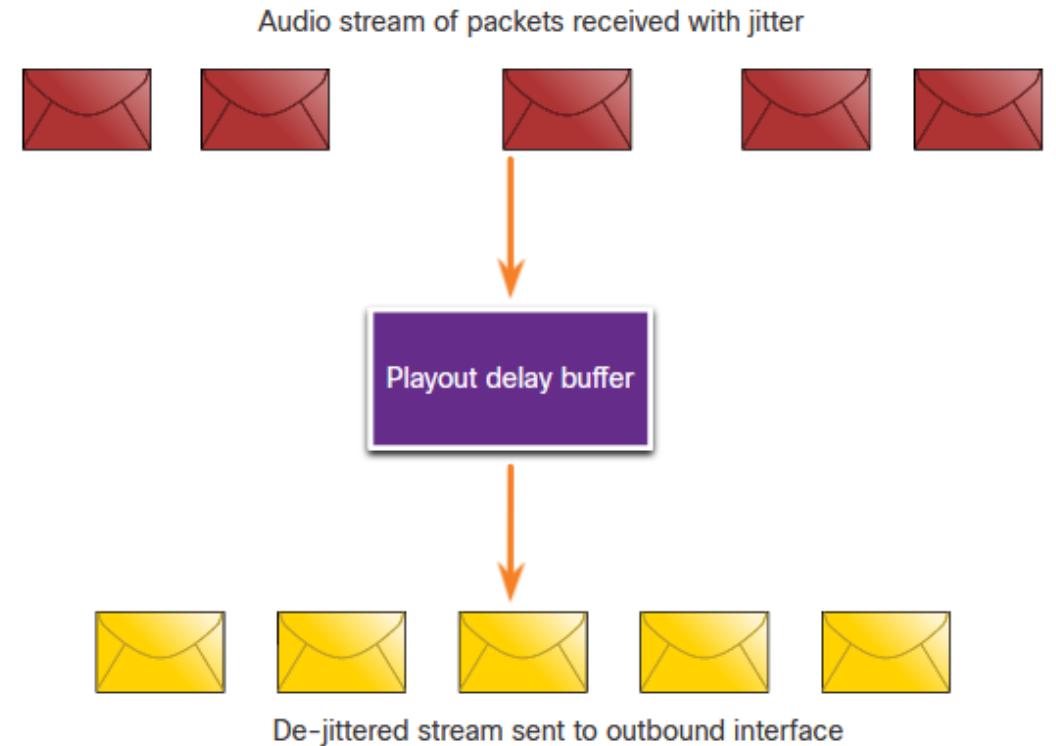 Audio stream of packets received with jitter
Playout delay buffer
De-jittered stream sent to outbound interface